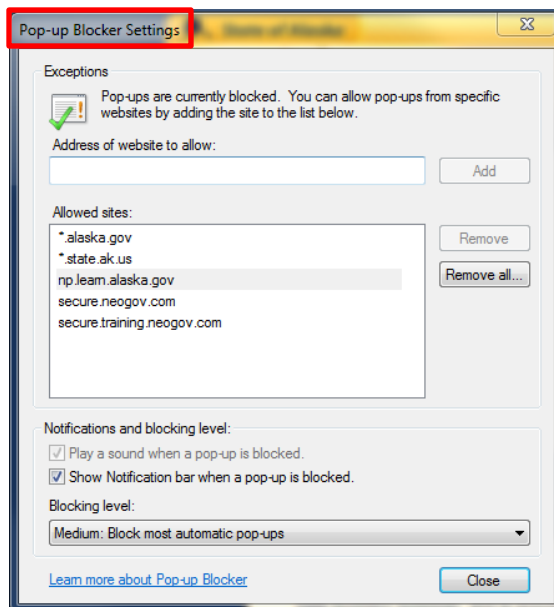 Pop-up Blocker Settings
State of Alaska
Exceptions
Pop-ups are currently blocked. You can allow pop-ups from specific
websites by adding the site to the list below.
Address of website to allow:
Add
Allowed sites:
*.alaska.gov
*.state.ak.us
np.learn.alaska.gov
secure.neogov.com
secure.training.neogov.com
Remove
Remove all...
Notifications and blocking level:
Play a sound when a pop-up is blocked.
Show Notification bar when a pop-up is blocked.
Blocking level:
Medium: Block most automatic pop-ups
Learn more about Pop-up Blocker
Close